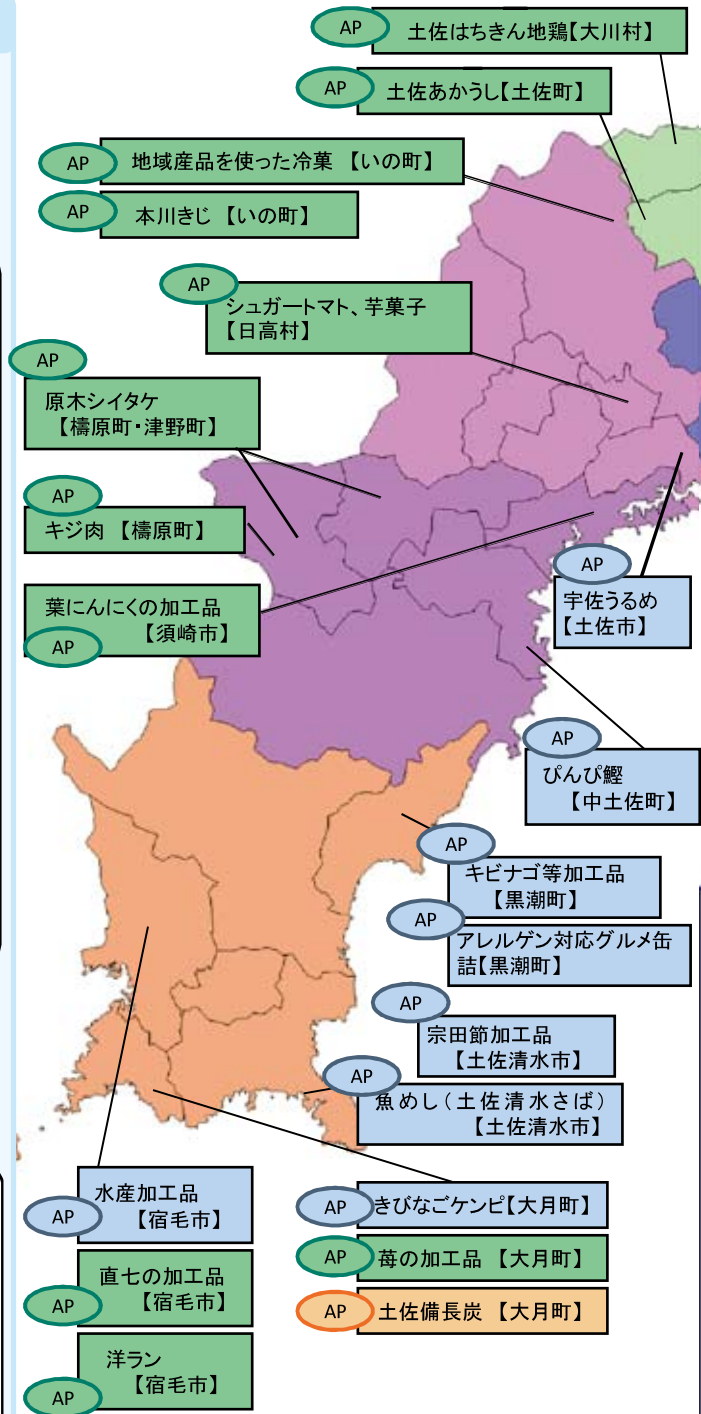 AP
土佐はちきん地鶏【大川村】
AP
土佐あかうし【土佐町】
AP
地域産品を使った冷菓 【いの町】
AP
本川きじ 【いの町】
AP
シュガートマト、芋菓子
【日高村】
AP
原木シイタケ
【檮原町・津野町】
AP
キジ肉 【檮原町】
葉にんにくの加工品
【須崎市】
AP
AP
宇佐うるめ
【土佐市】
AP
ぴんぴ鰹
【中土佐町】
AP
キビナゴ等加工品
【黒潮町】
AP
アレルゲン対応グルメ缶
詰【黒潮町】
AP
宗田節加工品
【土佐清水市】
AP
魚めし(土佐清水さば)
【土佐清水市】
水産加工品
【宿毛市】
AP
AP
きびなごケンピ【大月町】
直七の加工品
【宿毛市】
AP
AP
苺の加工品 【大月町】
AP
土佐備長炭 【大月町】
洋ラン
【宿毛市】
AP